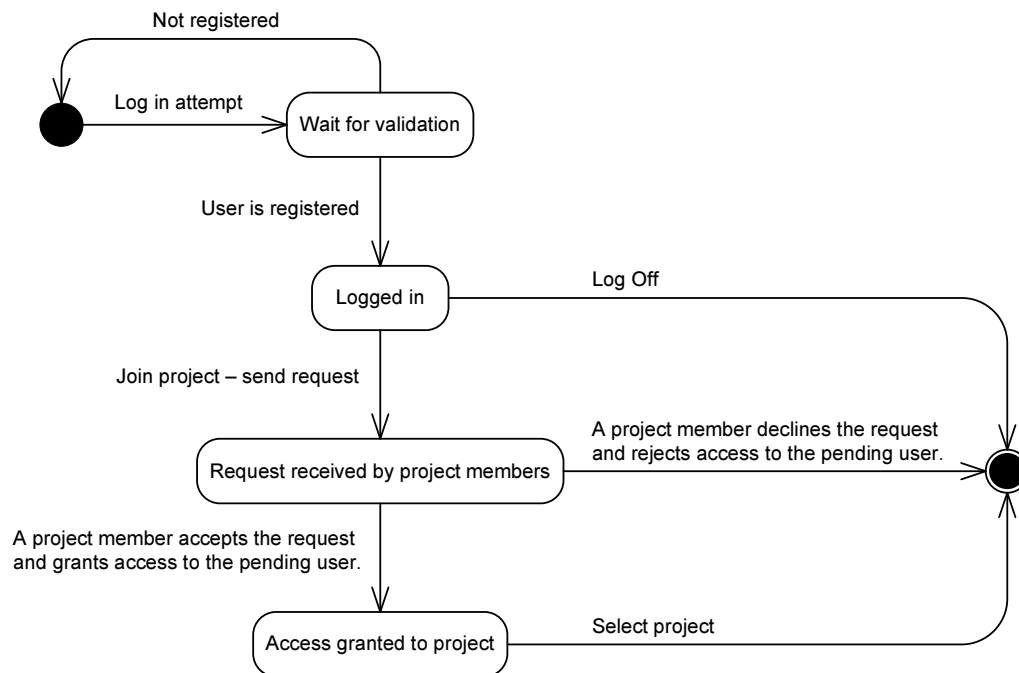 Not registered
Log in attempt
Wait for validation
User is registered
Log Off
Logged in
Join project – send request
A project member declines the request
and rejects access to the pending user.
Request received by project members
A project member accepts the request
and grants access to the pending user.
Select project
Access granted to project